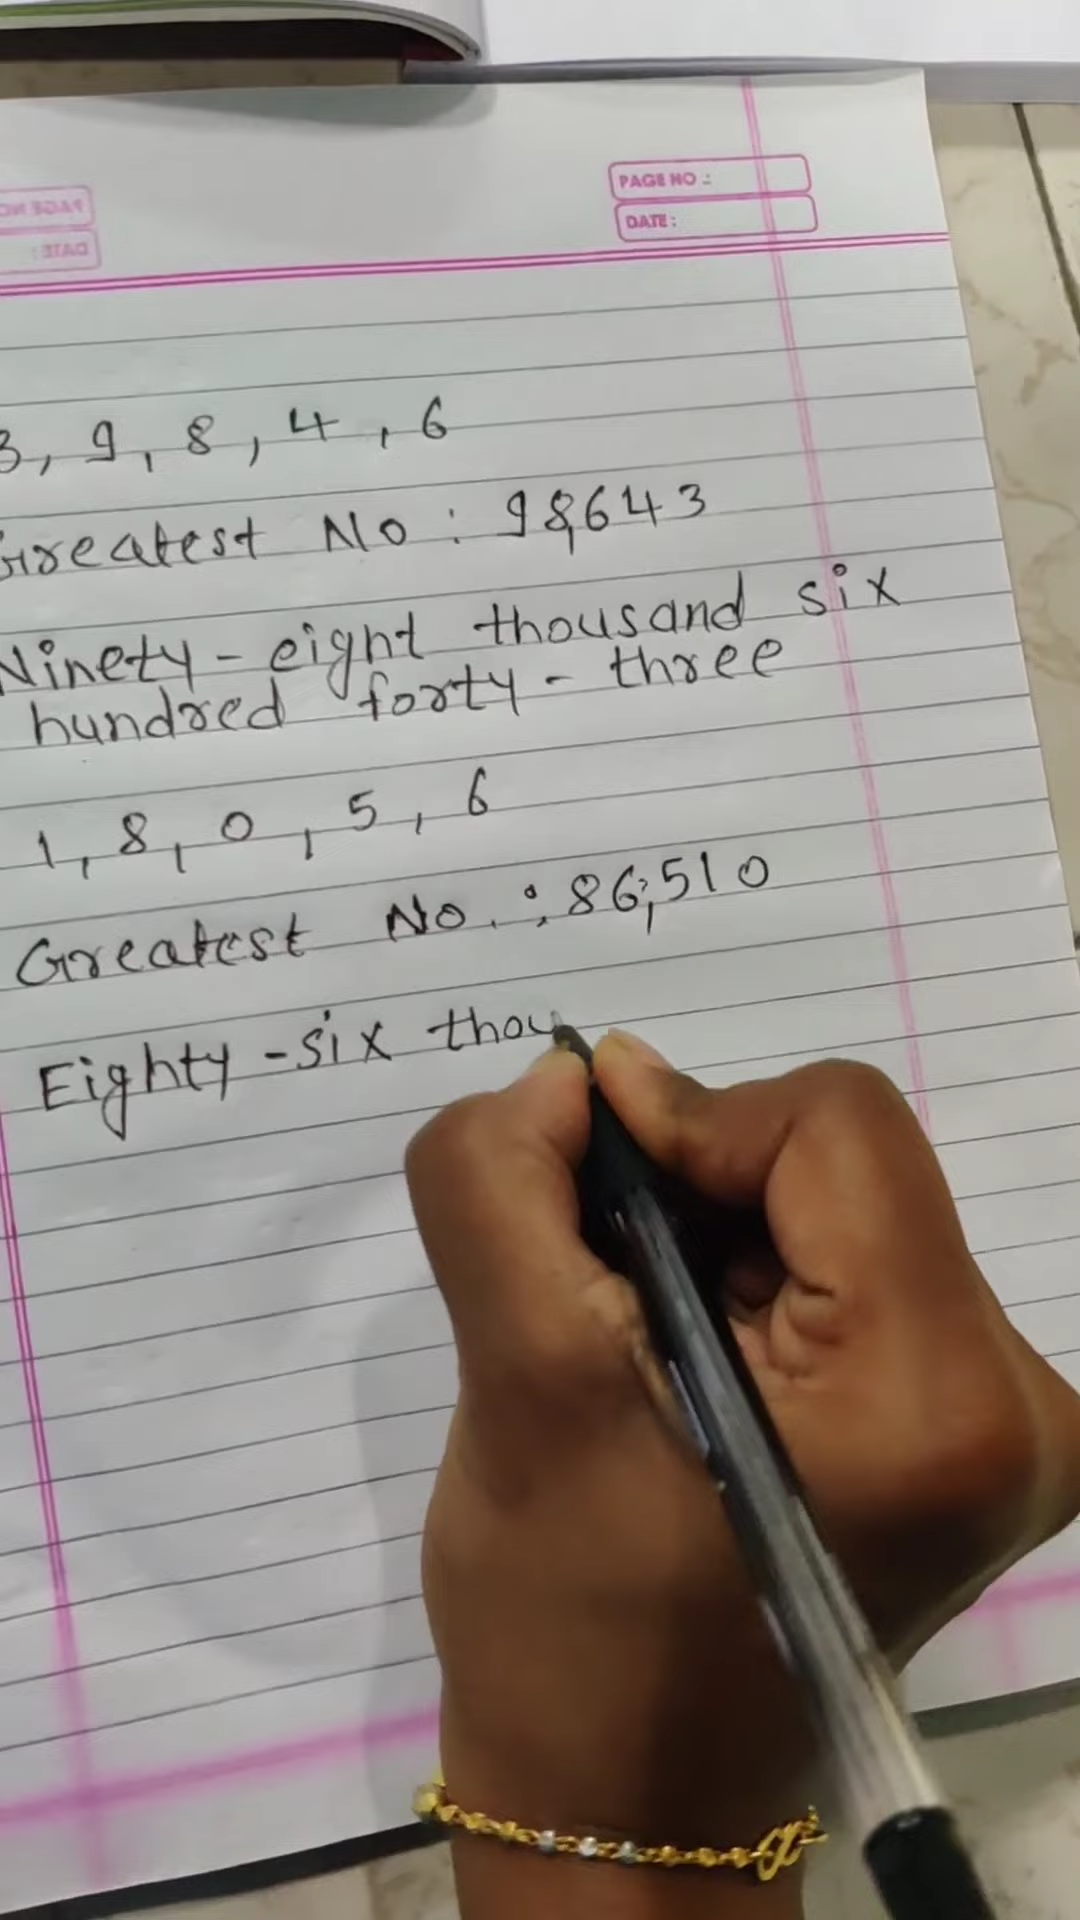 PAGE NO :
DATE :
3, 9, 8, 4, 6
Greatest No : 98,643
Ninety - eight thousand six
hundred forty - three
1, 8, 0, 5, 6
Greatest No. : 86,510
Eighty - six thou